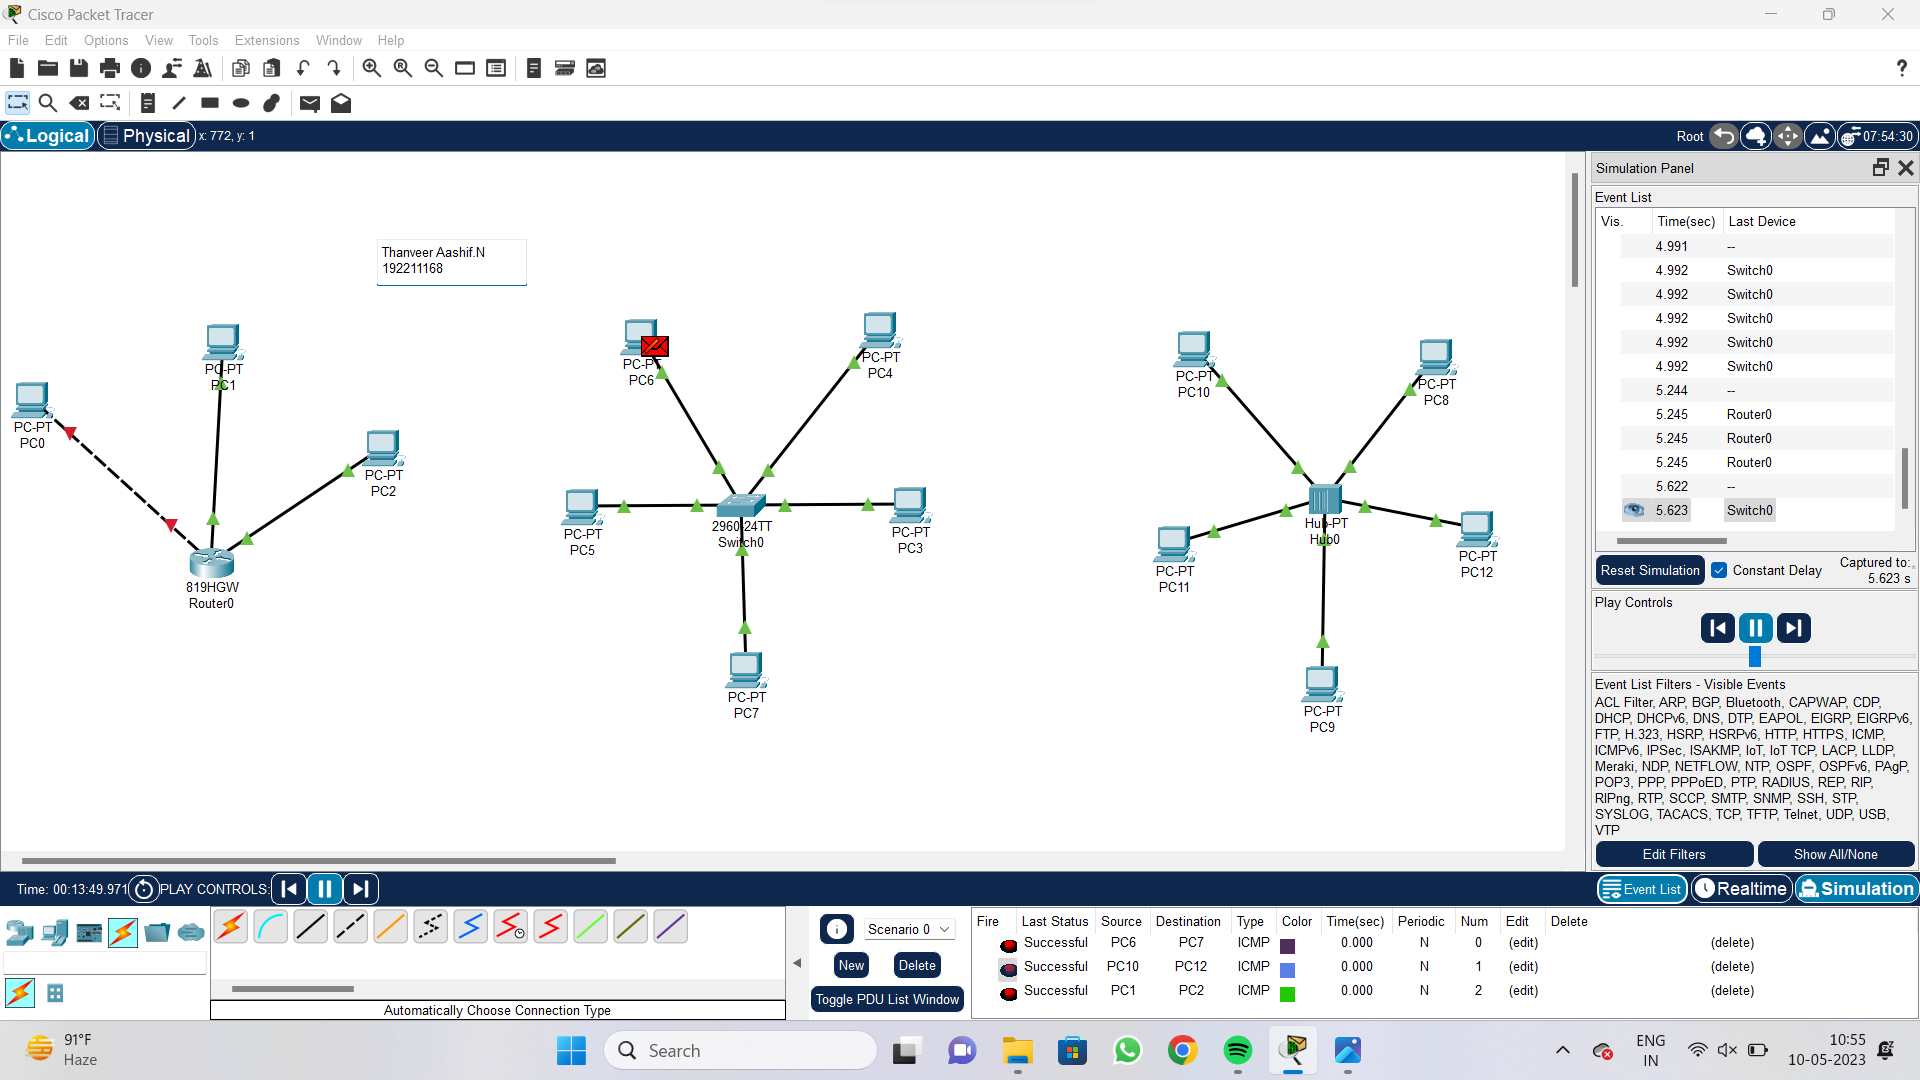 Cisco Packet Tracer
File Edit Options View Tools Extensions Window Help
?
Logical Physical x: 772, y: 1 Root 07:54:30
Thanveer Aashif.N
192211168
PC-PT
PC0
PC-PT
PC1
PC-PT
PC2
819HGW
Router0
PC-PT
PC6
PC-PT
PC4
PC-PT
PC5
2960-24TT
Switch0
PC-PT
PC3
PC-PT
PC7
PC-PT
PC10
PC-PT
PC8
Hub-PT
Hub0
PC-PT
PC11
PC-PT
PC12
PC-PT
PC9
Simulation Panel
Event List
Vis. Time(sec) Last Device
4.991 --
4.992 Switch0
4.992 Switch0
4.992 Switch0
4.992 Switch0
4.992 Switch0
5.244 --
5.245 Router0
5.245 Router0
5.245 Router0
5.622 --
5.623 Switch0
Reset Simulation Constant Delay Captured to:
5.623 s
Play Controls
Event List Filters - Visible Events
ACL Filter, ARP, BGP, Bluetooth, CAPWAP, CDP,
DHCP, DHCPv6, DNS, DTP, EAPOL, EIGRP, EIGRPv6,
FTP, H.323, HSRP, HSRPv6, HTTP, HTTPS, ICMP,
ICMPv6, IPSec, ISAKMP, IoT, IoT TCP, LACP, LLDP,
Meraki, NDP, NETFLOW, NTP, OSPF, OSPFv6, PAgP,
POP3, PPP, PPPoED, PTP, RADIUS, REP, RIP,
RIPng, RTP, SCCP, SMTP, SNMP, SSH, STP,
SYSLOG, TACACS, TCP, TFTP, Telnet, UDP, USB,
VTP
Edit Filters Show All/None
Time: 00:13:49.971 PLAY CONTROLS: Event List Realtime Simulation
Automatically Choose Connection Type
Scenario 0
New Delete
Toggle PDU List Window
Fire Last Status Source Destination Type Color Time(sec) Periodic Num Edit Delete
Successful PC6 PC7 ICMP 0.000 N 0 (edit) (delete)
Successful PC10 PC12 ICMP 0.000 N 1 (edit) (delete)
Successful PC1 PC2 ICMP 0.000 N 2 (edit) (delete)
91°F
Haze
Search
ENG
IN
10:55
10-05-2023